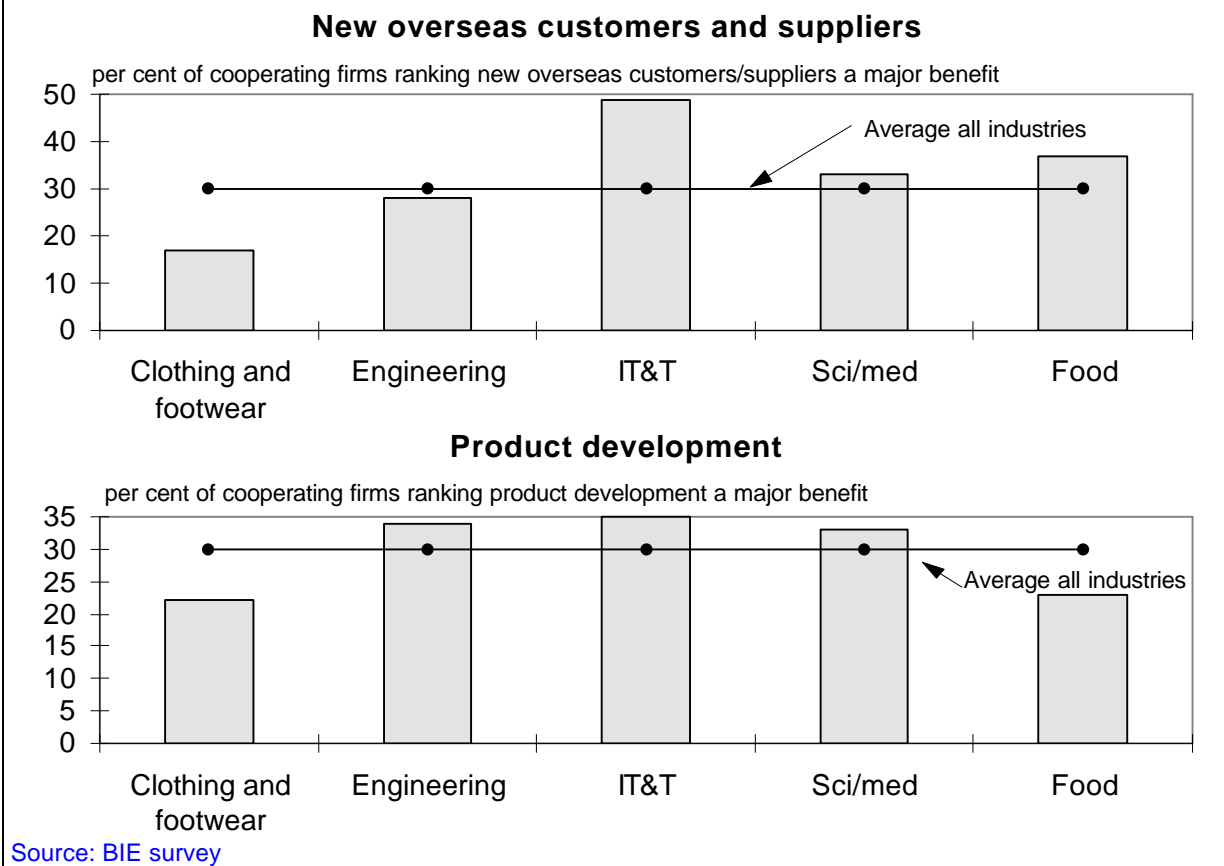 New overseas customers and suppliers
per cent of cooperating firms ranking new overseas customers/suppliers a major benefit
50
40
30
20
10
0
Average all industries
Clothing and
footwear
Engineering
IT&T
Sci/med
Food
Product development
per cent of cooperating firms ranking product development a major benefit
35
30
25
20
15
10
5
0
Average all industries
Clothing and
footwear
Engineering
IT&T
Sci/med
Food
Source: BIE survey